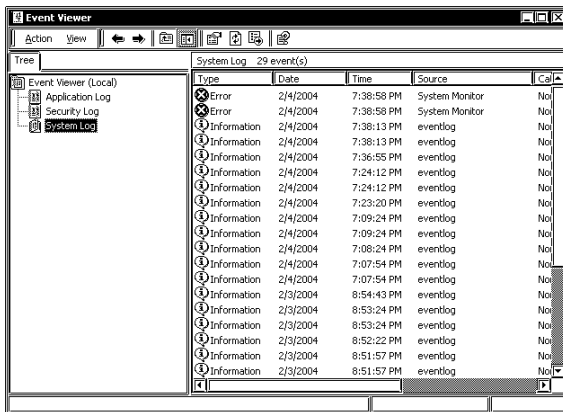 Event Viewer
Action View
Tree
System Log 29 event(s)
Event Viewer (Local)
Application Log
Security Log
System Log
Type Date Time Source
Error 2/4/2004 7:38:58 PM System Monitor
Error 2/4/2004 7:38:58 PM System Monitor
Information 2/4/2004 7:38:13 PM eventlog
Information 2/4/2004 7:38:13 PM eventlog
Information 2/4/2004 7:36:55 PM eventlog
Information 2/4/2004 7:24:12 PM eventlog
Information 2/4/2004 7:24:12 PM eventlog
Information 2/4/2004 7:23:20 PM eventlog
Information 2/4/2004 7:09:24 PM eventlog
Information 2/4/2004 7:09:24 PM eventlog
Information 2/4/2004 7:08:24 PM eventlog
Information 2/4/2004 7:07:54 PM eventlog
Information 2/4/2004 7:07:54 PM eventlog
Information 2/3/2004 8:54:43 PM eventlog
Information 2/3/2004 8:53:24 PM eventlog
Information 2/3/2004 8:53:24 PM eventlog
Information 2/3/2004 8:52:22 PM eventlog
Information 2/3/2004 8:51:57 PM eventlog
Information 2/3/2004 8:51:57 PM eventlog